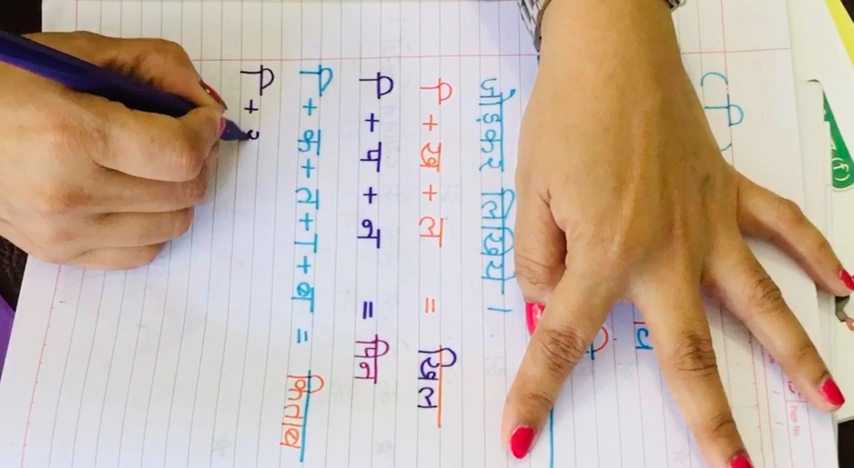 (ि)
जोड़कर लिखिये-।
ि + ख + ल = खिल
ि + प + न = पिन
ि + क + त + ा + ब = किताब
ि +